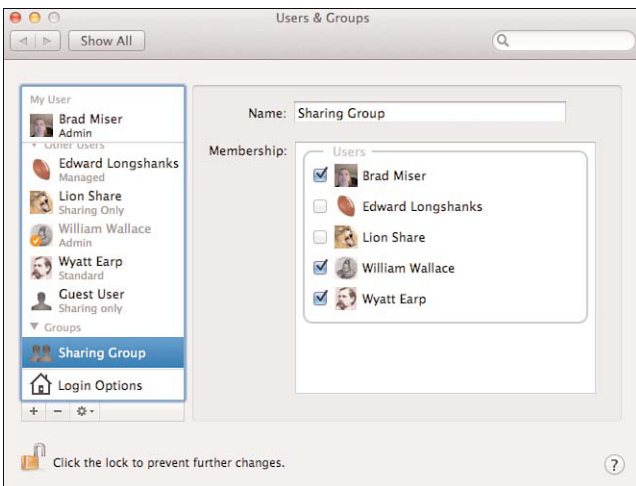 Users & Groups
Show All
My User
Brad Miser
Admin
Other Users
Edward Longshanks
Managed
Lion Share
Sharing Only
William Wallace
Admin
Wyatt Earp
Standard
Guest User
Sharing only
Groups
Sharing Group
Login Options
Name: Sharing Group
Membership:
Users
Brad Miser
Edward Longshanks
Lion Share
William Wallace
Wyatt Earp
Click the lock to prevent further changes.
?